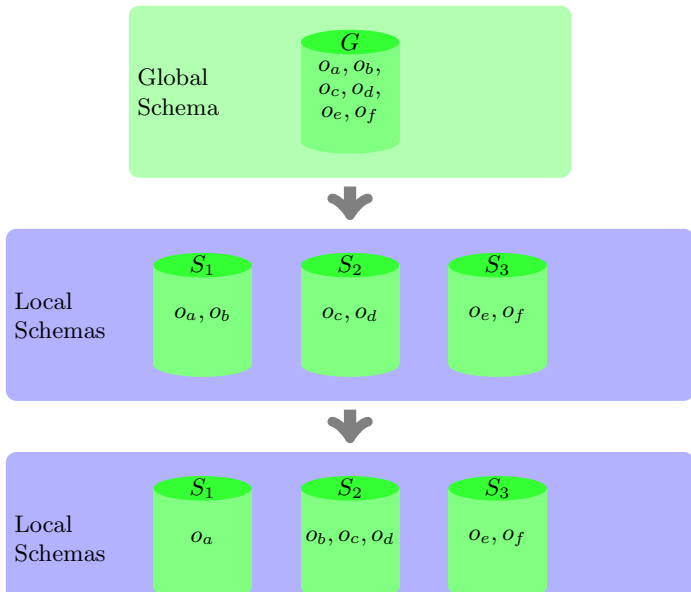 G
Global
Schema
o_a, o_b,
o_c, o_d,
o_e, o_f
S_1 S_2 S_3
Local
Schemas
o_a, o_b o_c, o_d o_e, o_f
S_1 S_2 S_3
Local
Schemas
o_a o_b, o_c, o_d o_e, o_f